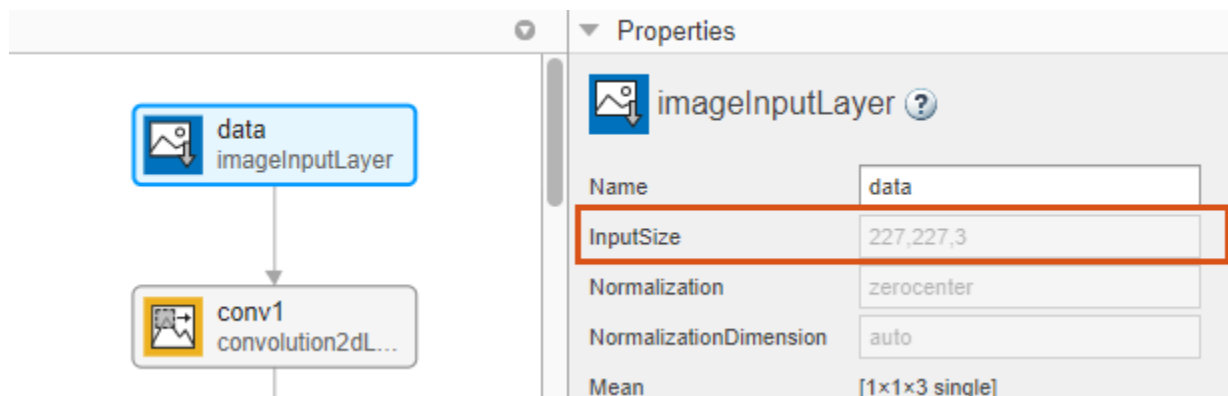 data
imageInputLayer
conv1
convolution2dL...
Properties
imageInputLayer ?
Name data
InputSize 227,227,3
Normalization zerocenter
NormalizationDimension auto
Mean [1×1×3 single]